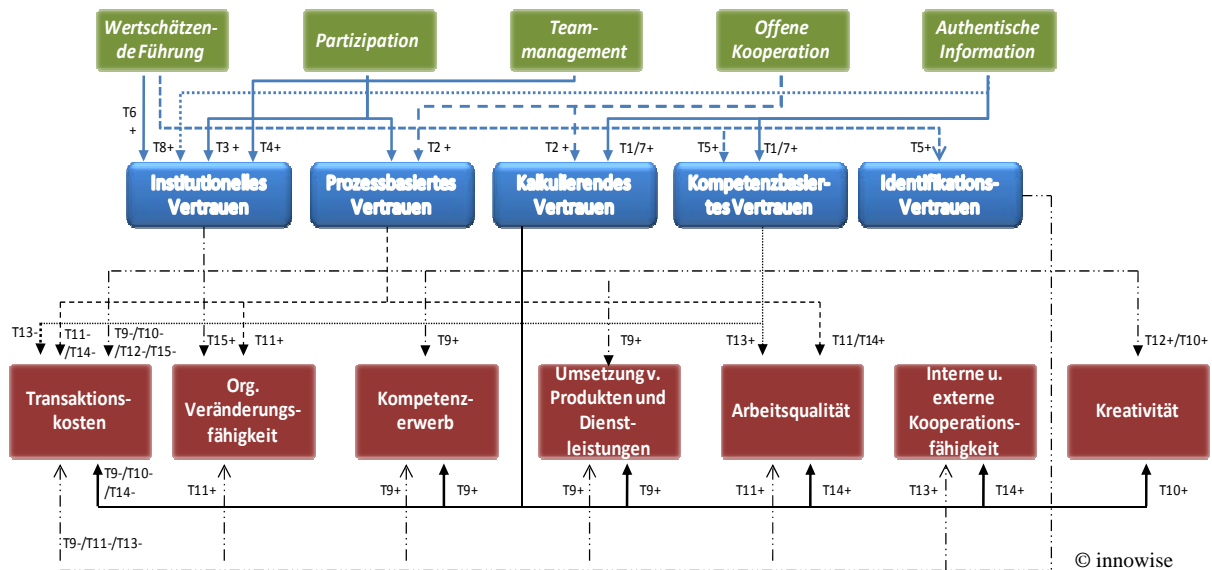 Wertschätzen-
de Führung
Partizipation
Team-
management
Offene
Kooperation
Authentische
Information
T6
+
T8+
T3 +
T4+
T2 +
T2 +
T1/7+
T5+
T1/7+
T5+
Institutionelles
Vertrauen
Prozessbasiertes
Vertrauen
Kalkulierendes
Vertrauen
Kompetenzbasier-
tes Vertrauen
Identifikations-
Vertrauen
T13-
T11-
/T14-
T9-/T10-
/T12-/T15-
T15+
T11+
T9+
T9+
T13+
T11/T14+
T12+/T10+
Transaktions-
kosten
Org.
Veränderungs-
fähigkeit
Kompetenz-
erwerb
Umsetzung v.
Produkten und
Dienst-
leistungen
Arbeitsqualität
Interne u.
externe
Kooperations-
fähigkeit
Kreativität
T9-/T10-
/T14-
T11+
T9+
T9+
T9+
T9+
T11+
T14+
T13+
T14+
T10+
T9-/T11-/T13-
© innowise